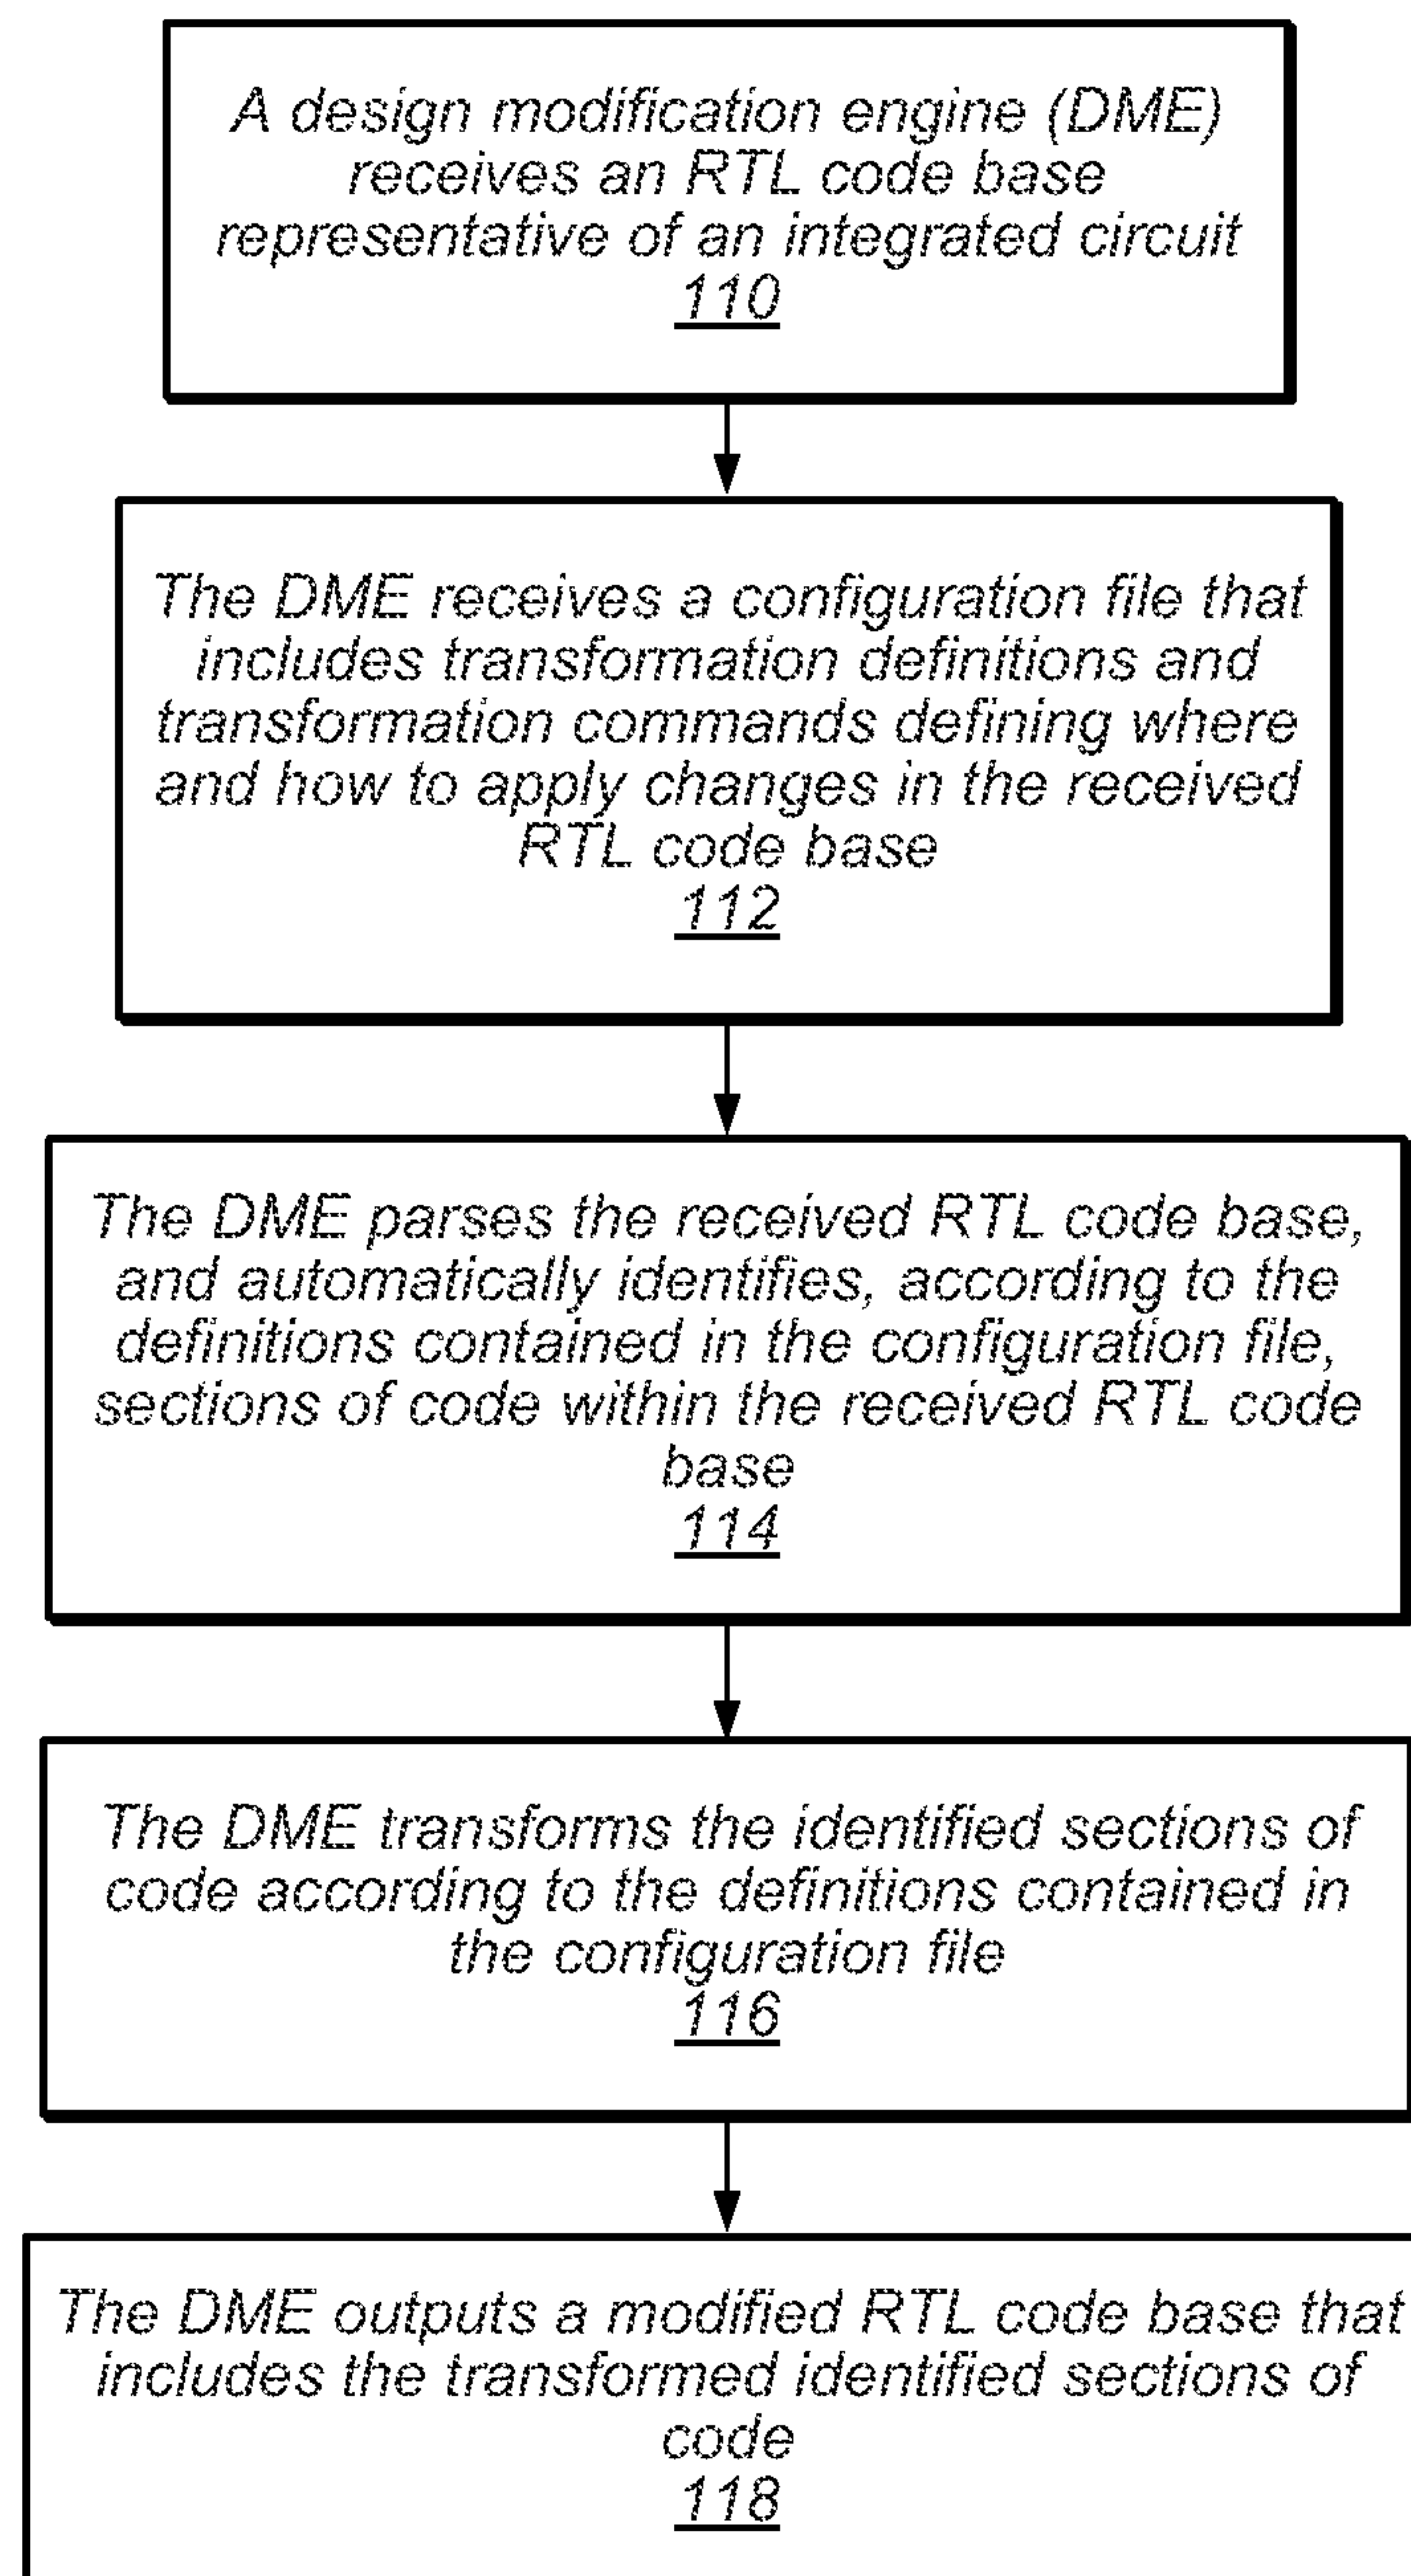 A design modification engine (DME)
receives an RTL code base
representative of an integrated circuit
110
The DME receives a configuration file that
includes transformation definitions and
transformation commands defining where
and how to apply changes in the received
RTL code base
112
The DME parses the received RTL code base,
and automatically identifies, according to the
definitions contained in the configuration file,
sections of code within the received RTL code
base
114
The DME transforms the identified sections of
code according to the definitions contained in
the configuration file
116
The DME outputs a modified RTL code base that
includes the transformed identified sections of
code
118